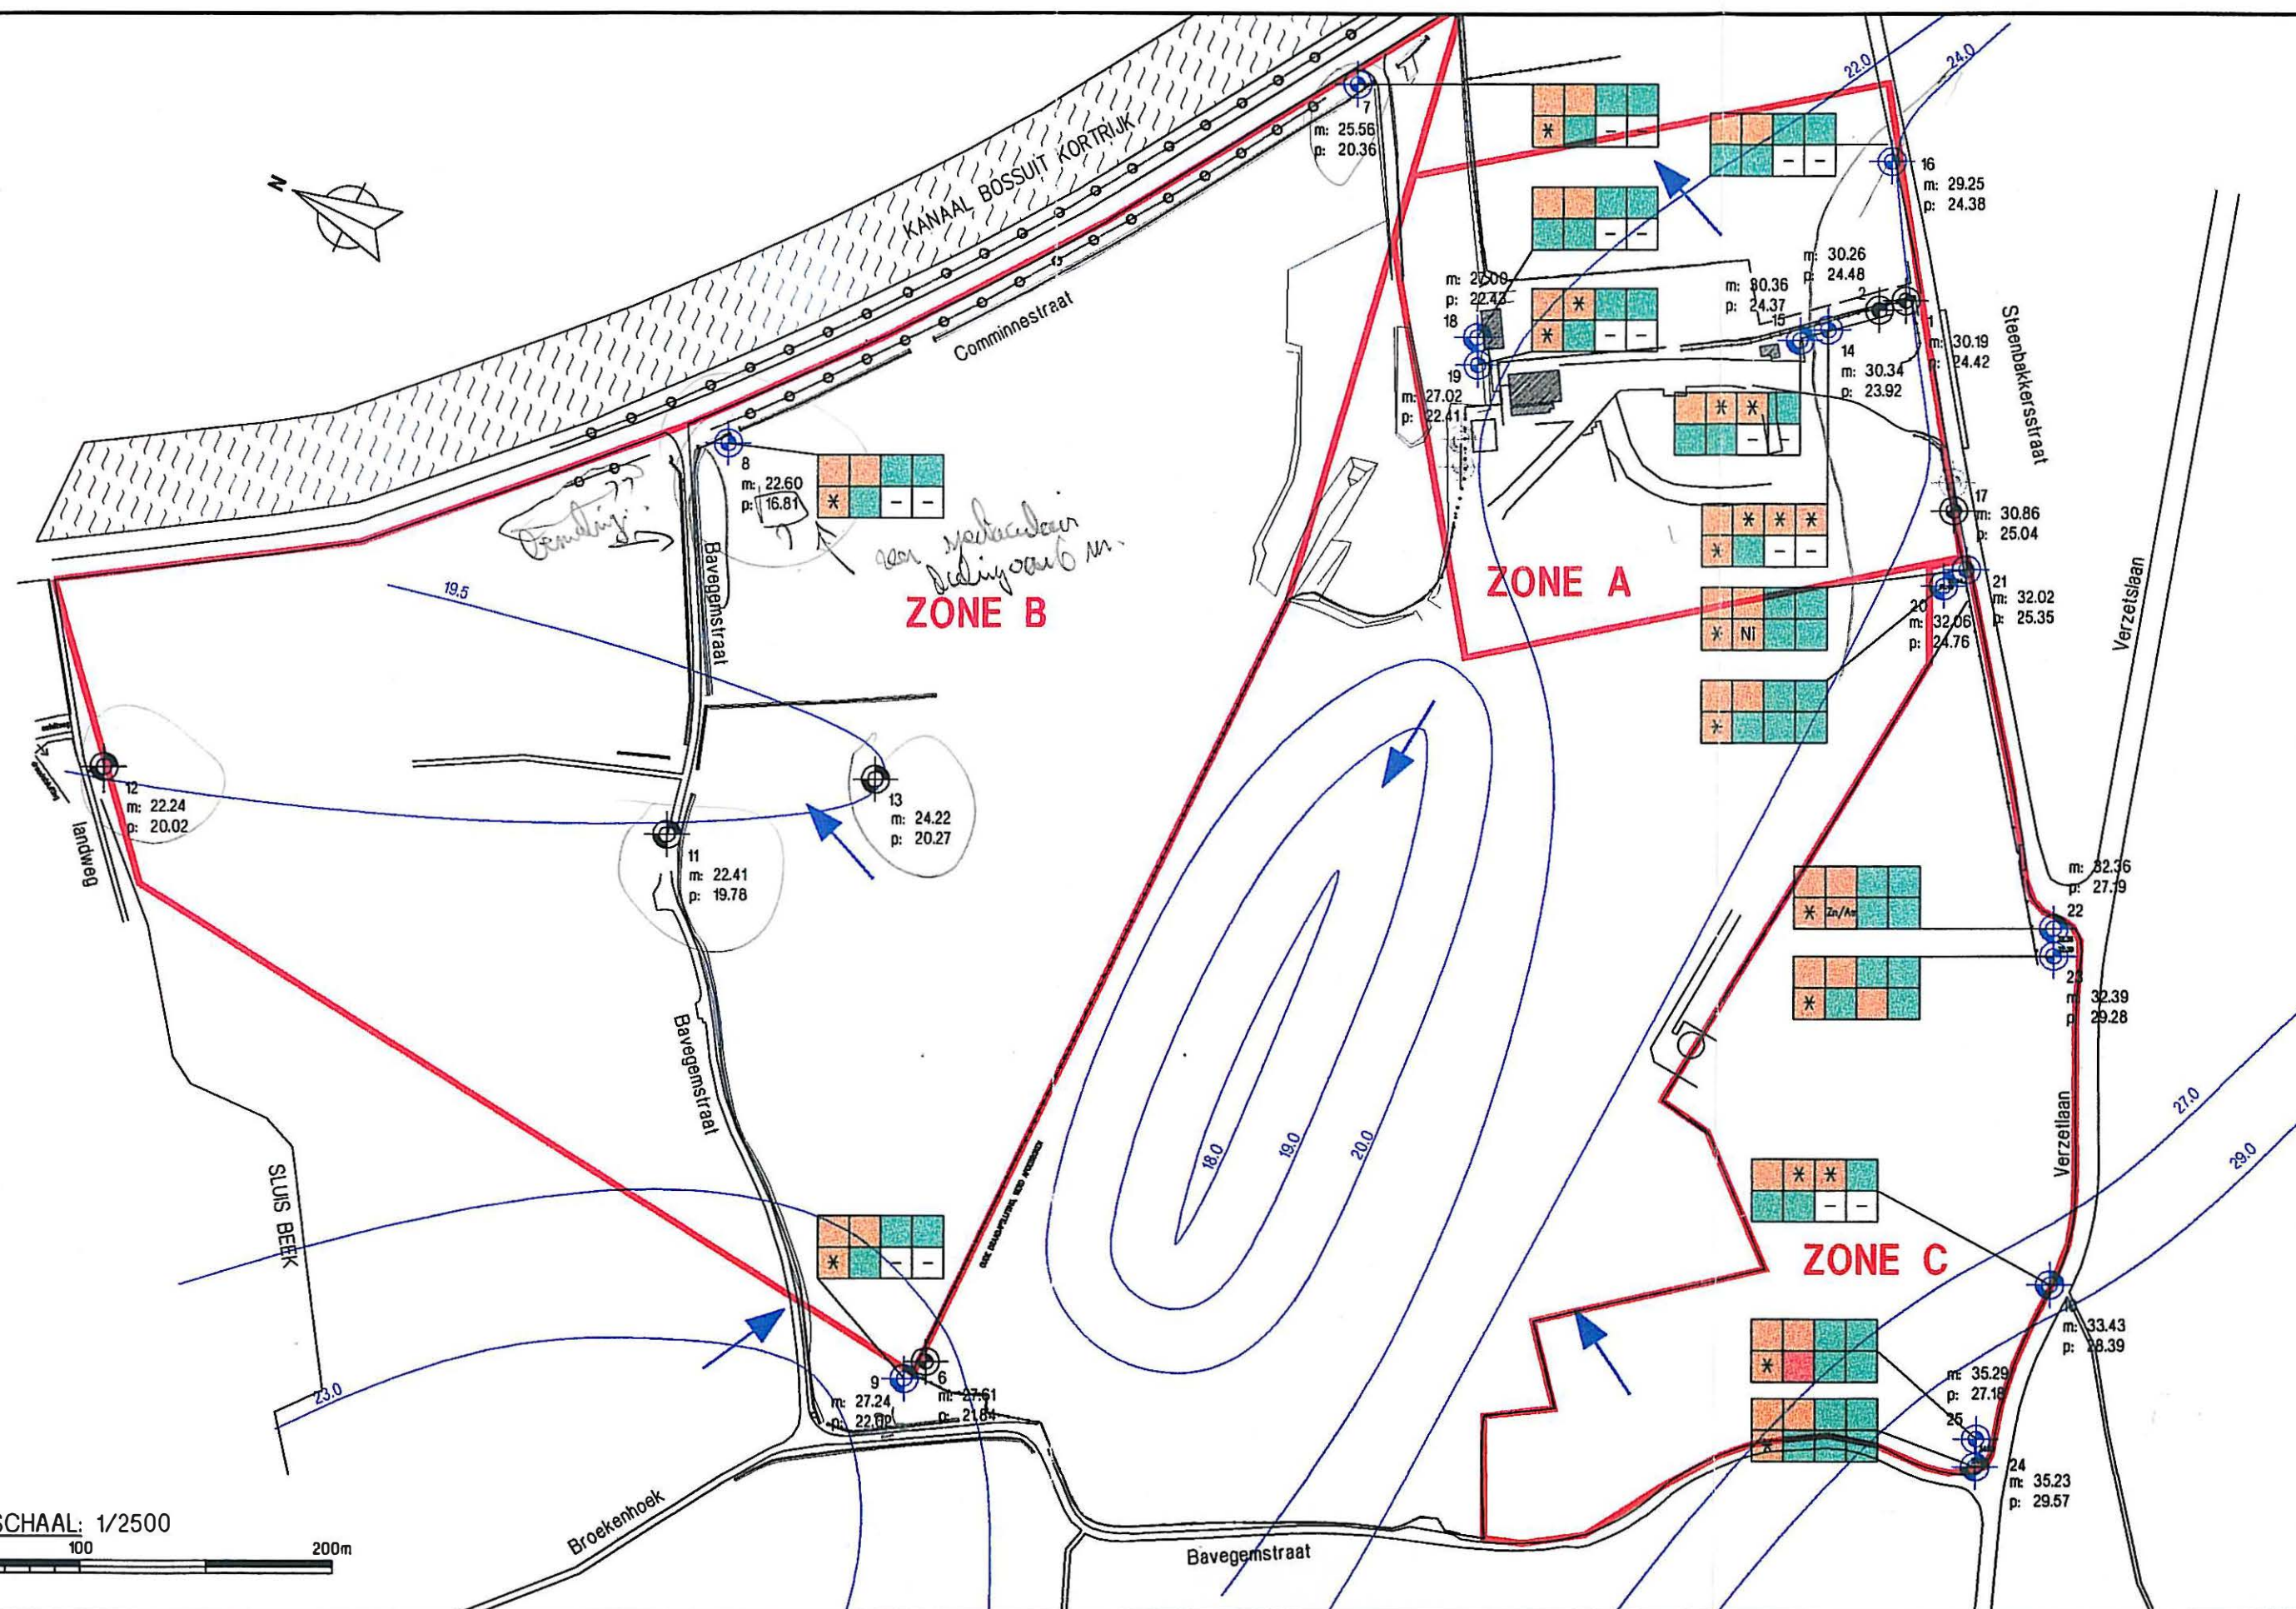 N
KANAAL BOSSUIT KORTRIJK
Comminnestraat
7
m: 25.56
p: 20.36
22.0
24.0
16
m: 29.25
p: 24.38
* - -
- -
- -
* * - -
m: 27.00
p: 22.43
18
19
m: 27.02
p: 22.41
m: 30.26
p: 24.48
2
1
m: 30.36
p: 24.37
15
14
m: 30.34
p: 23.92
m: 30.19
p: 24.42
Steenbakkersstraat
* * - -
17
m: 30.86
p: 25.04
* * * * - -
ZONE A
* Ni
*
20
m: 32.06
p: 24.76
21
m: 32.02
p: 25.35
Verzetslaan
8
m: 22.60
p: 16.81
* - -
?
Bavegemstraat
ZONE B
19.5
12
m: 22.24
p: 20.02
landweg
11
m: 22.41
p: 19.78
13
m: 24.22
p: 20.27
Bavegemstraat
SLUIS BEEK
18.0
19.0
20.0
m: 32.36
p: 27.19
22
* Zn/As
*
23
m: 32.39
p: 29.28
Verzetlaan
27.0
29.0
* * - -
ZONE C
10
m: 33.43
p: 28.39
*
m: 35.29
p: 27.18
25
*
24
m: 35.23
p: 29.57
* - -
23.0
9
m: 27.24
6
m: 27.61
p: 21.84
Broekenhoek
Bavegemstraat
SCHAAL: 1/2500
100 200m